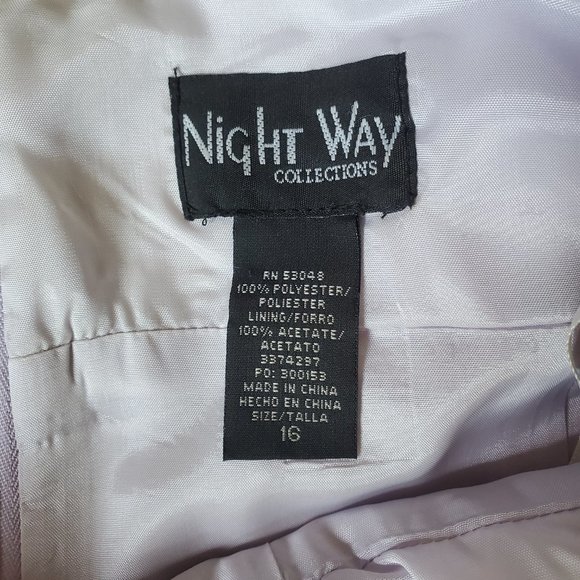 NigHt WAY
COLLECTIONS
RN 53048
100% POLYESTER/
POLIESTER
LINING/FORRO
100% ACETATE/
ACETATO
3374297
PO: 300153
MADE IN CHINA
HECHO EN CHINA
SIZE/TALLA
16